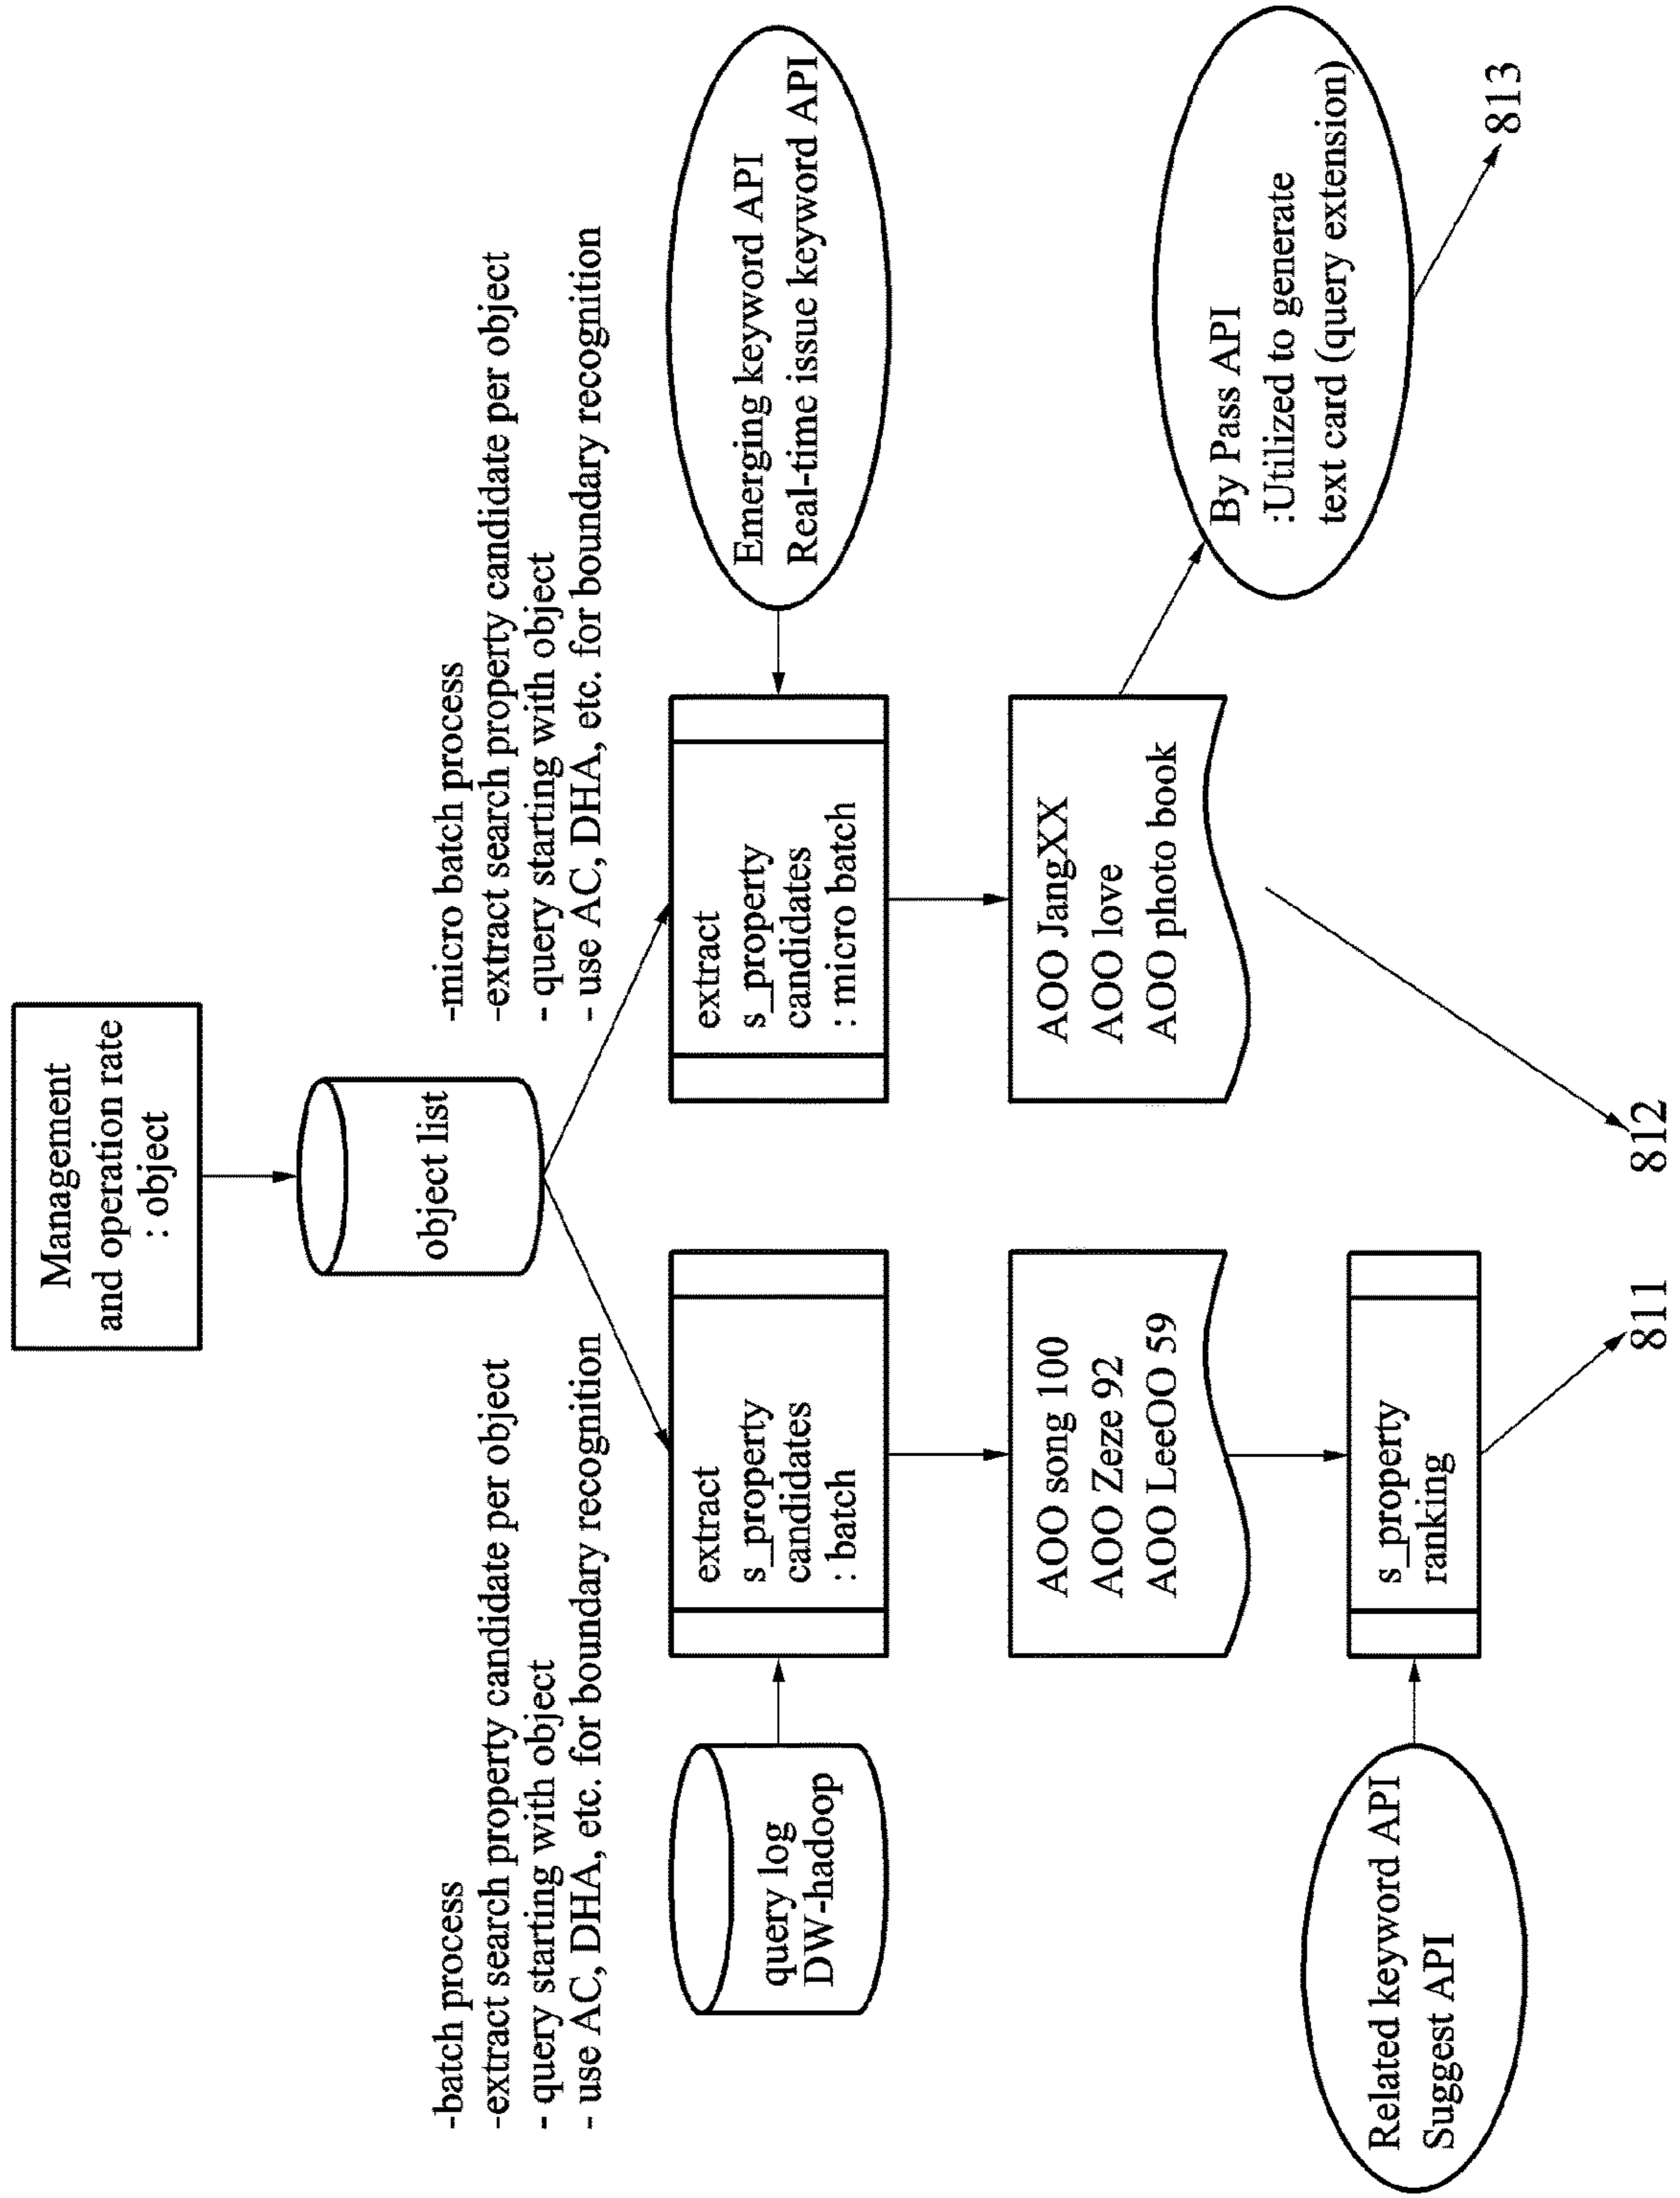 Management
and operation rate
: object
object list
-batch process
-extract search property candidate per object
- query starting with object
- use AC, DHA, etc. for boundary recognition
-micro batch process
-extract search property candidate per object
- query starting with object
- use AC, DHA, etc. for boundary recognition
query log
DW-hadoop
extract
s_property
candidates
: batch
extract
s_property
candidates
: micro batch
Emerging keyword API
Real-time issue keyword API
AOO song 100
AOO Zeze 92
AOO LeeOO 59
AOO JangXX
AOO love
AOO photo book
By Pass API
:Utilized to generate
text card (query extension)
Related keyword API
Suggest API
s_property
ranking
811
812
813